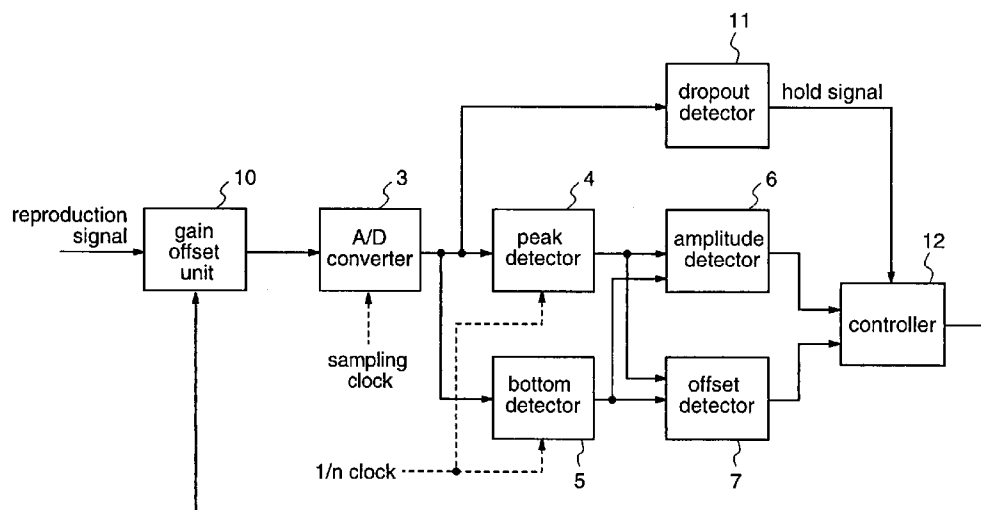 11
dropout
detector
hold signal
10
3
4
6
reproduction
signal
gain
offset
unit
A/D
converter
peak
detector
amplitude
detector
12
controller
sampling
clock
bottom
detector
offset
detector
1/n clock
5
7